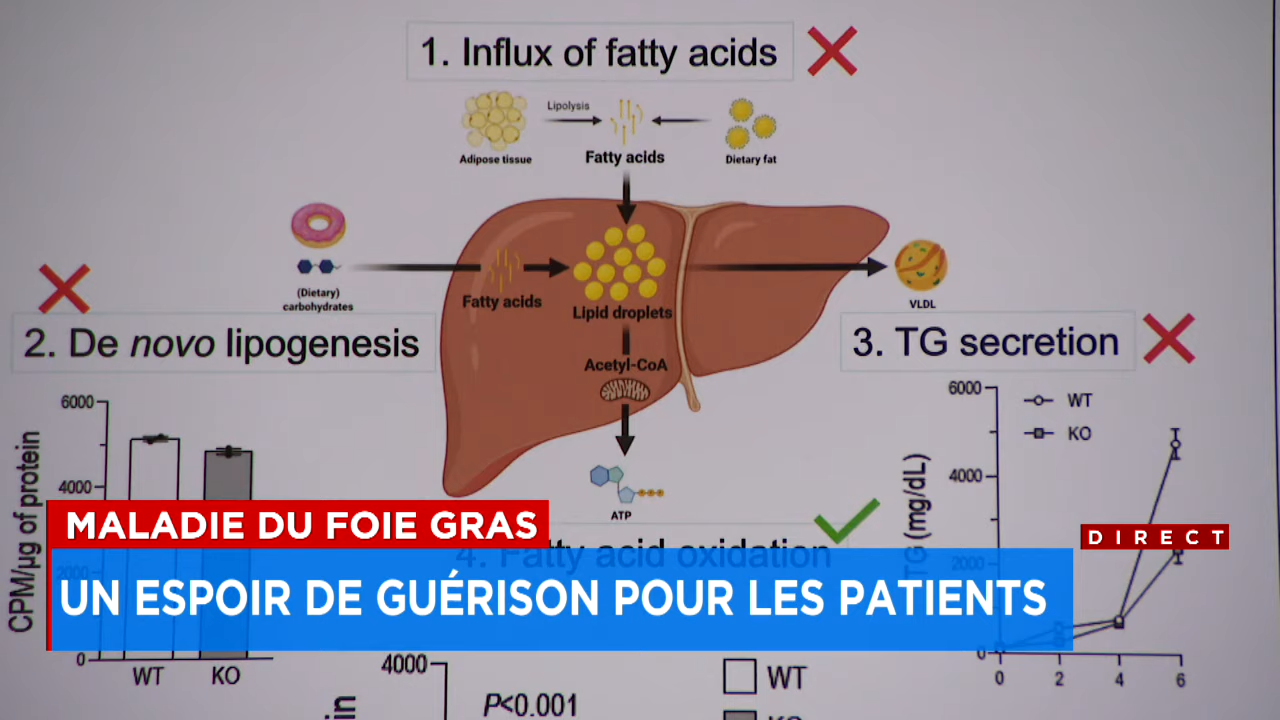 1. Influx of fatty acids
Lipolysis
Adipose tissue
Fatty acids
Dietary fat
(Dietary)
carbohydrates
Fatty acids
Lipid droplets
VLDL
Acetyl-CoA
ATP
2. De novo lipogenesis
3. TG secretion
6000
4000
2000
0
CPM/µg of protein
WT
KO
6000
4000
2000
0
TG (mg/dL)
WT
KO
0 2 4 6
4. Fatty acid oxidation
MALADIE DU FOIE GRAS
DIRECT
UN ESPOIR DE GUÉRISON POUR LES PATIENTS
4000
P<0.001
WT
KO